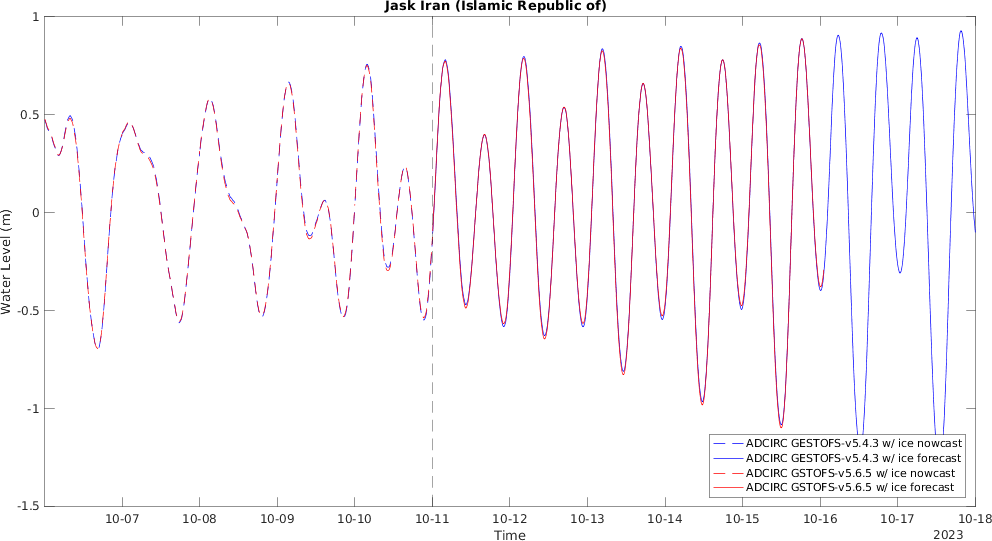 Jask Iran (Islamic Republic of)
1
0.5
0
-0.5
-1
-1.5
Water Level (m)
ADCIRC GESTOFS-v5.4.3 w/ ice nowcast
ADCIRC GESTOFS-v5.4.3 w/ ice forecast
ADCIRC GSTOFS-v5.6.5 w/ ice nowcast
ADCIRC GSTOFS-v5.6.5 w/ ice forecast
10-07 10-08 10-09 10-10 10-11 10-12 10-13 10-14 10-15 10-16 10-17 10-18
Time
2023